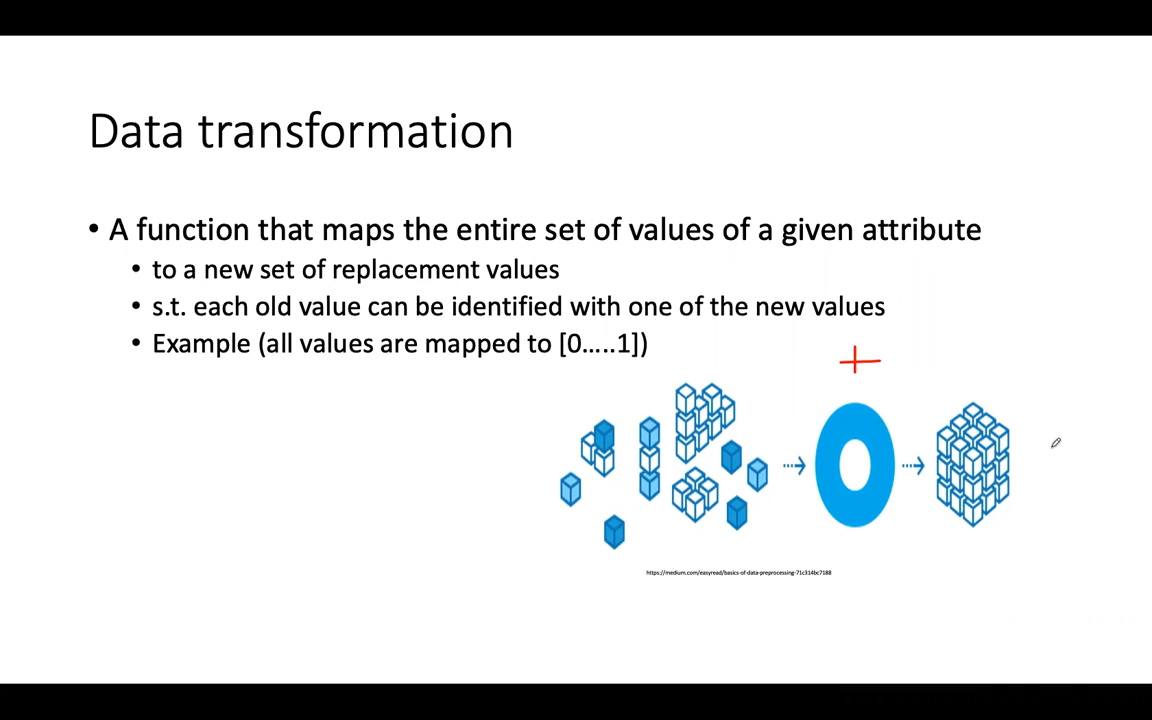 Data transformation
• A function that maps the entire set of values of a given attribute
• to a new set of replacement values
• s.t. each old value can be identified with one of the new values
• Example (all values are mapped to [0.....1])
https://medium.com/easyread/basics-of-data-preprocessing-71c314bc7188